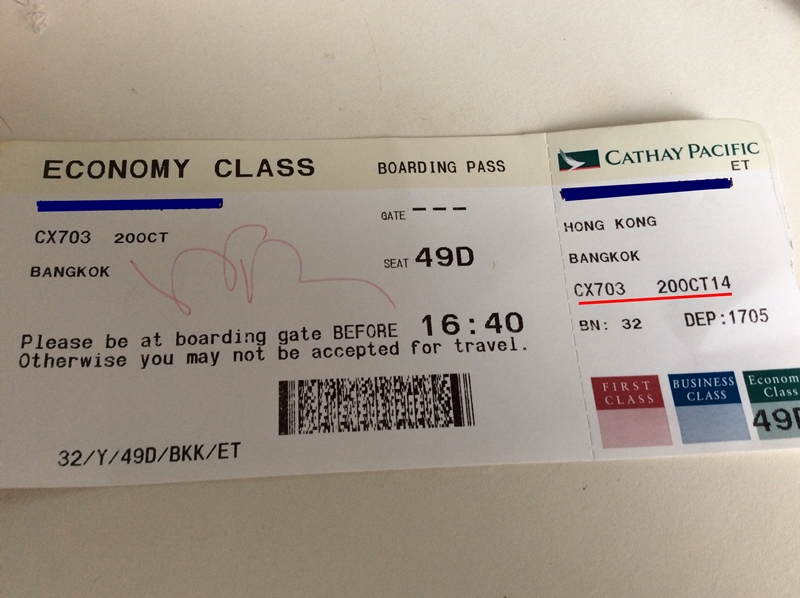 ECONOMY CLASS
BOARDING PASS
GATE ---
CX703 20OCT
BANGKOK
SEAT 49D
Please be at boarding gate BEFORE 16:40
Otherwise you may not be accepted for travel.
32/Y/49D/BKK/ET
CATHAY PACIFIC
ET
HONG KONG
BANGKOK
CX703 20OCT14
BN: 32 DEP:1705
FIRST CLASS
BUSINESS CLASS
Econom
Class
49D